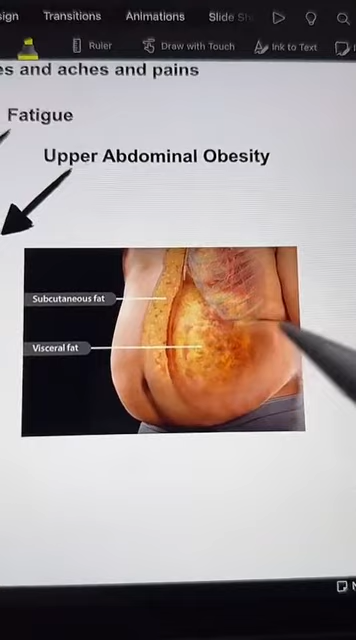 Transitions Animations Slide
Ruler Draw with Touch Ink to Text
and aches and pains
Fatigue
Upper Abdominal Obesity
Subcutaneous fat
Visceral fat